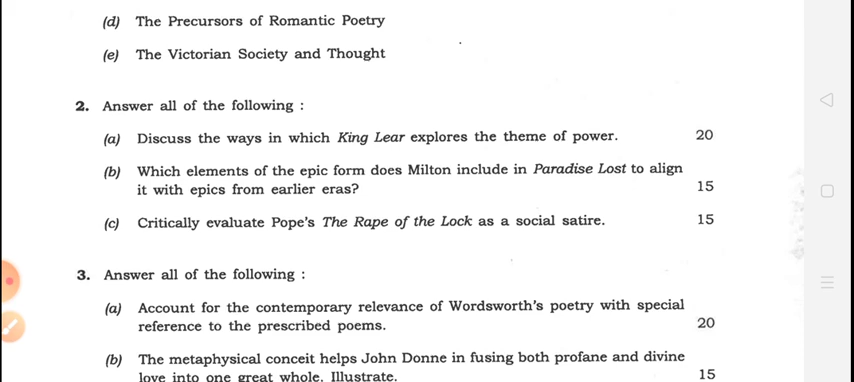 (d) The Precursors of Romantic Poetry
(e) The Victorian Society and Thought
2. Answer all of the following :
(a) Discuss the ways in which King Lear explores the theme of power. 20
(b) Which elements of the epic form does Milton include in Paradise Lost to align
it with epics from earlier eras? 15
(c) Critically evaluate Pope's The Rape of the Lock as a social satire. 15
3. Answer all of the following :
(a) Account for the contemporary relevance of Wordsworth's poetry with special
reference to the prescribed poems. 20
(b) The metaphysical conceit helps John Donne in fusing both profane and divine
love into one great whole. Illustrate. 15